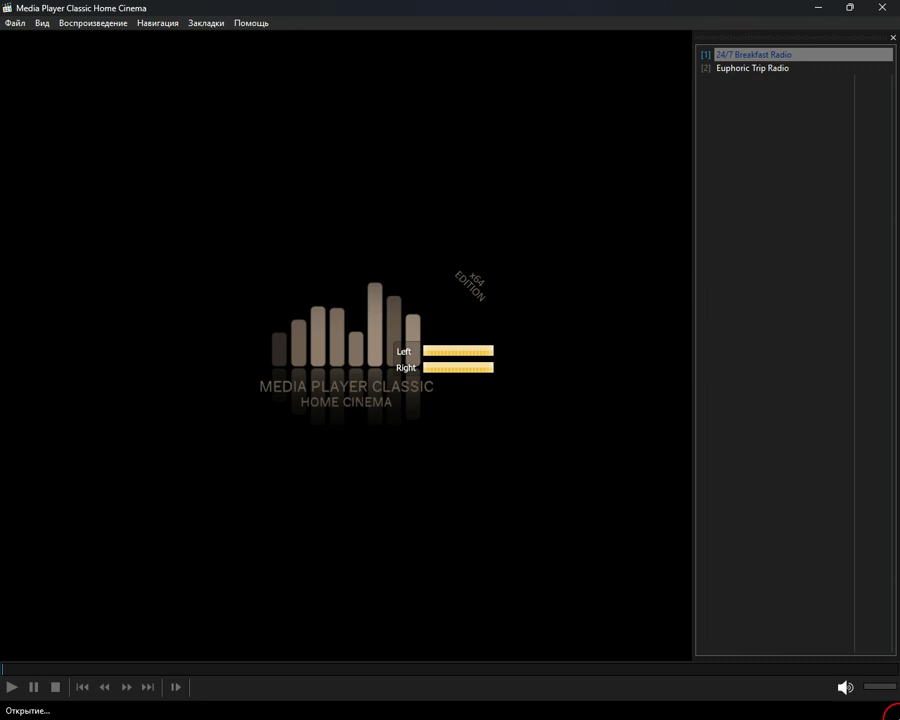 Media Player Classic Home Cinema
Файл Вид Воспроизведение Навигация Закладки Помощь
[1] 24/7 Breakfast Radio
[2] Euphoric Trip Radio
x64
EDITION
Left
Right
MEDIA PLAYER CLASSIC
HOME CINEMA
Открытие...